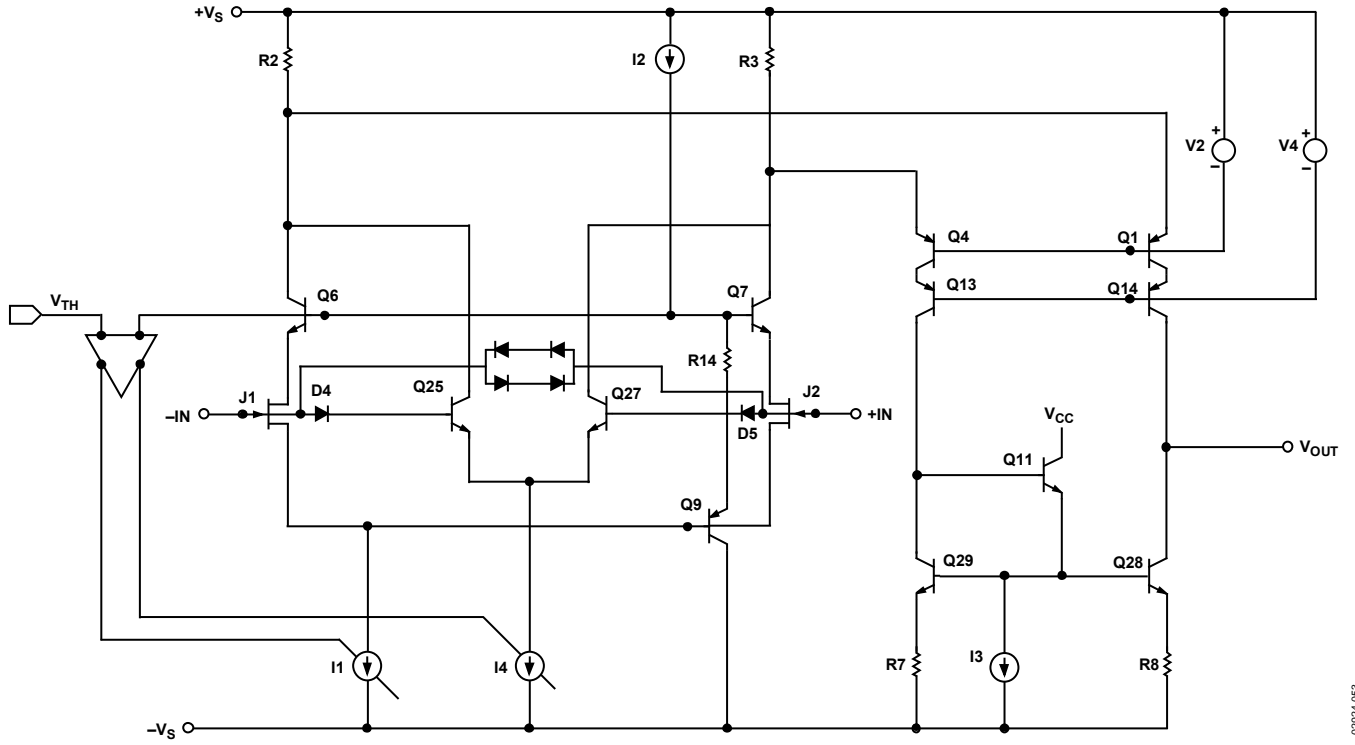 +VS
R2
I2
R3
V2
+
–
V4
+
–
Q4
Q1
VTH
Q6
Q7
Q13
Q14
R14
J1
D4
Q25
Q27
J2
–IN
D5
+IN
VCC
Q11
VOUT
Q9
Q29
Q28
I1
I4
R7
I3
R8
–VS